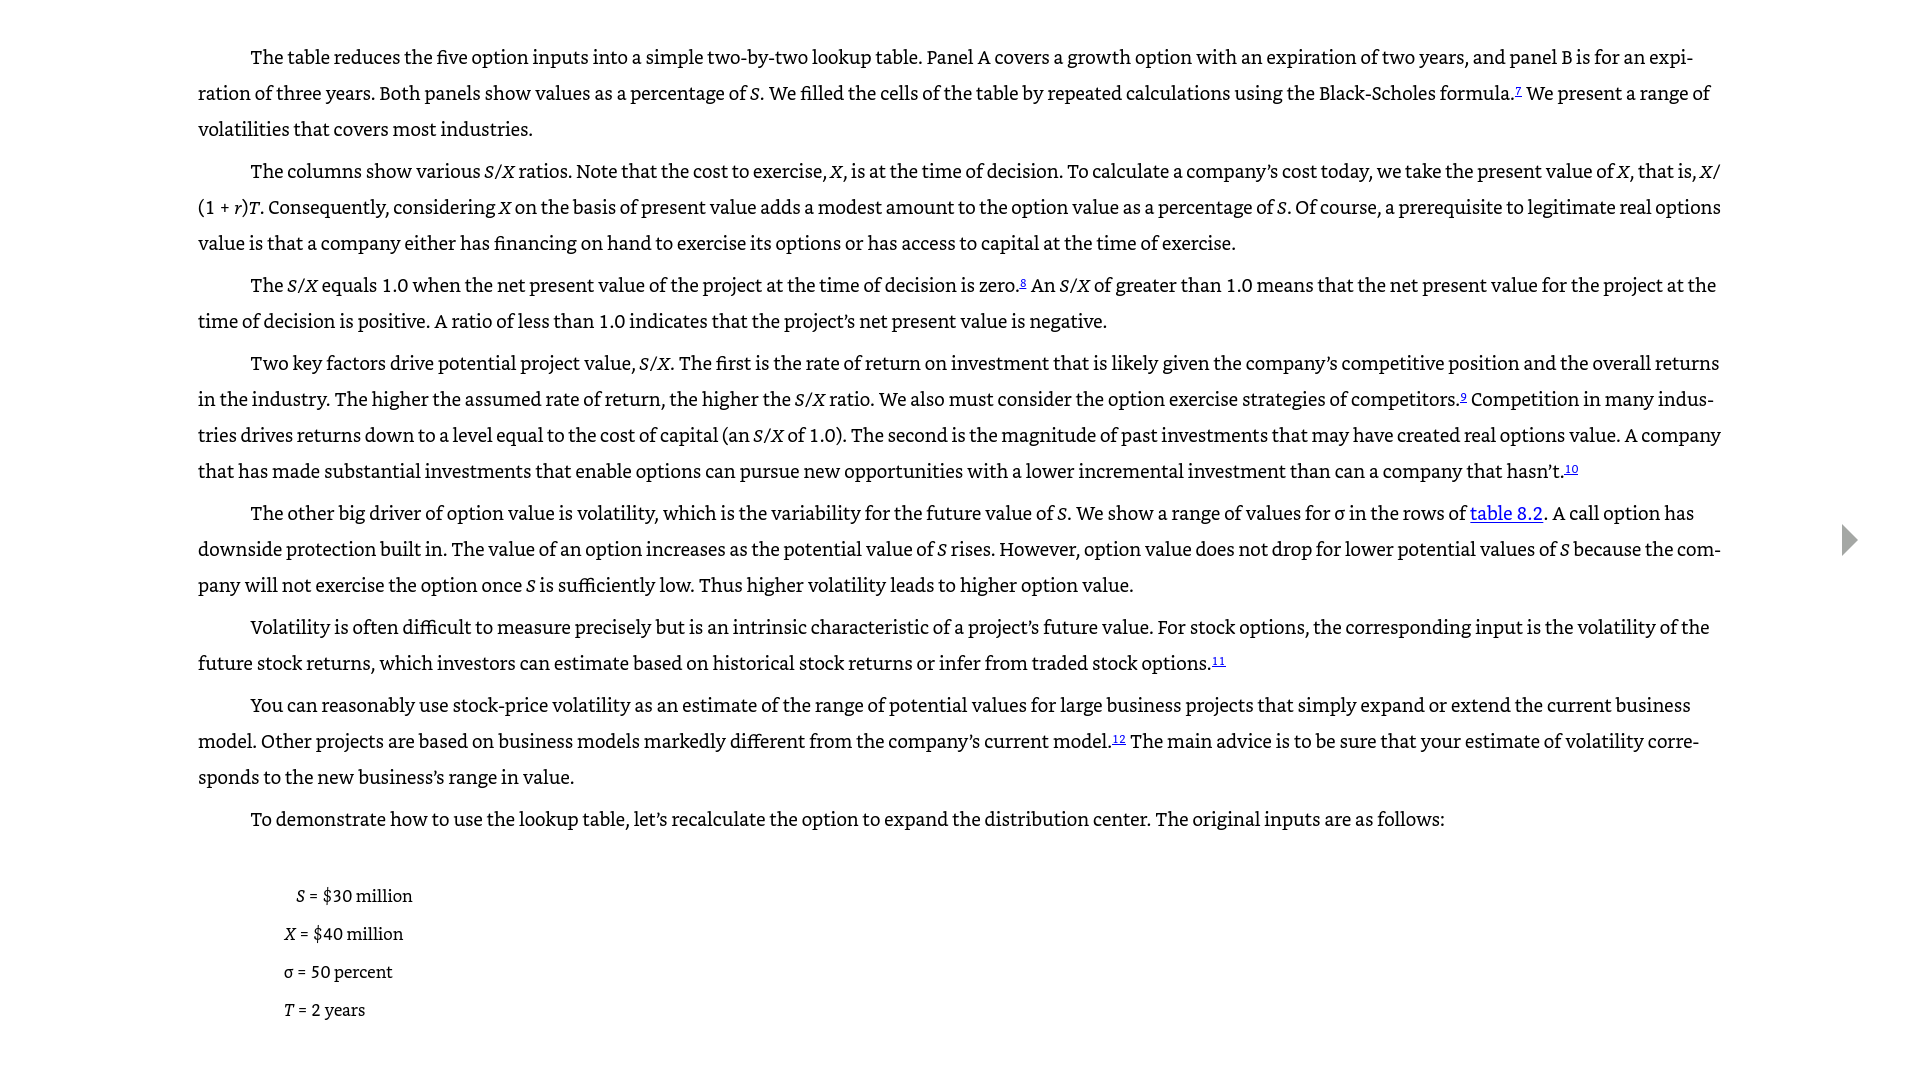 The table reduces the five option inputs into a simple two-by-two lookup table. Panel A covers a growth option with an expiration of two years, and panel B is for an expi-
ration of three years. Both panels show values as a percentage of S. We filled the cells of the table by repeated calculations using the Black-Scholes formula.7 We present a range of
volatilities that covers most industries.
The columns show various S/X ratios. Note that the cost to exercise, X, is at the time of decision. To calculate a company’s cost today, we take the present value of X, that is, X/
(1 + r)T. Consequently, considering X on the basis of present value adds a modest amount to the option value as a percentage of S. Of course, a prerequisite to legitimate real options
value is that a company either has financing on hand to exercise its options or has access to capital at the time of exercise.
The S/X equals 1.0 when the net present value of the project at the time of decision is zero.8 An S/X of greater than 1.0 means that the net present value for the project at the
time of decision is positive. A ratio of less than 1.0 indicates that the project’s net present value is negative.
Two key factors drive potential project value, S/X. The first is the rate of return on investment that is likely given the company’s competitive position and the overall returns
in the industry. The higher the assumed rate of return, the higher the S/X ratio. We also must consider the option exercise strategies of competitors.9 Competition in many indus-
tries drives returns down to a level equal to the cost of capital (an S/X of 1.0). The second is the magnitude of past investments that may have created real options value. A company
that has made substantial investments that enable options can pursue new opportunities with a lower incremental investment than can a company that hasn’t.10
The other big driver of option value is volatility, which is the variability for the future value of S. We show a range of values for σ in the rows of table 8.2. A call option has
downside protection built in. The value of an option increases as the potential value of S rises. However, option value does not drop for lower potential values of S because the com-
pany will not exercise the option once S is sufficiently low. Thus higher volatility leads to higher option value.
Volatility is often difficult to measure precisely but is an intrinsic characteristic of a project’s future value. For stock options, the corresponding input is the volatility of the
future stock returns, which investors can estimate based on historical stock returns or infer from traded stock options.11
You can reasonably use stock-price volatility as an estimate of the range of potential values for large business projects that simply expand or extend the current business
model. Other projects are based on business models markedly different from the company’s current model.12 The main advice is to be sure that your estimate of volatility corre-
sponds to the new business’s range in value.
To demonstrate how to use the lookup table, let’s recalculate the option to expand the distribution center. The original inputs are as follows:
S = $30 million
X = $40 million
σ = 50 percent
T = 2 years